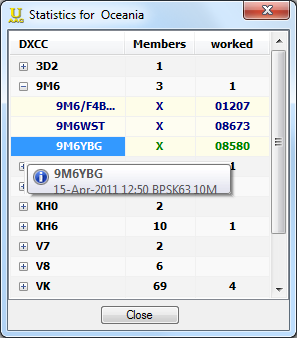 Statistics for Oceania
DXCC Members worked
3D2 1
9M6 3 1
9M6/F4B... X 01207
9M6WST X 08673
9M6YBG X 08580
1
9M6YBG
15-Apr-2011 12:50 BPSK63 10M
KH0 2
KH6 10 1
V7 2
V8 6
VK 69 4
Close